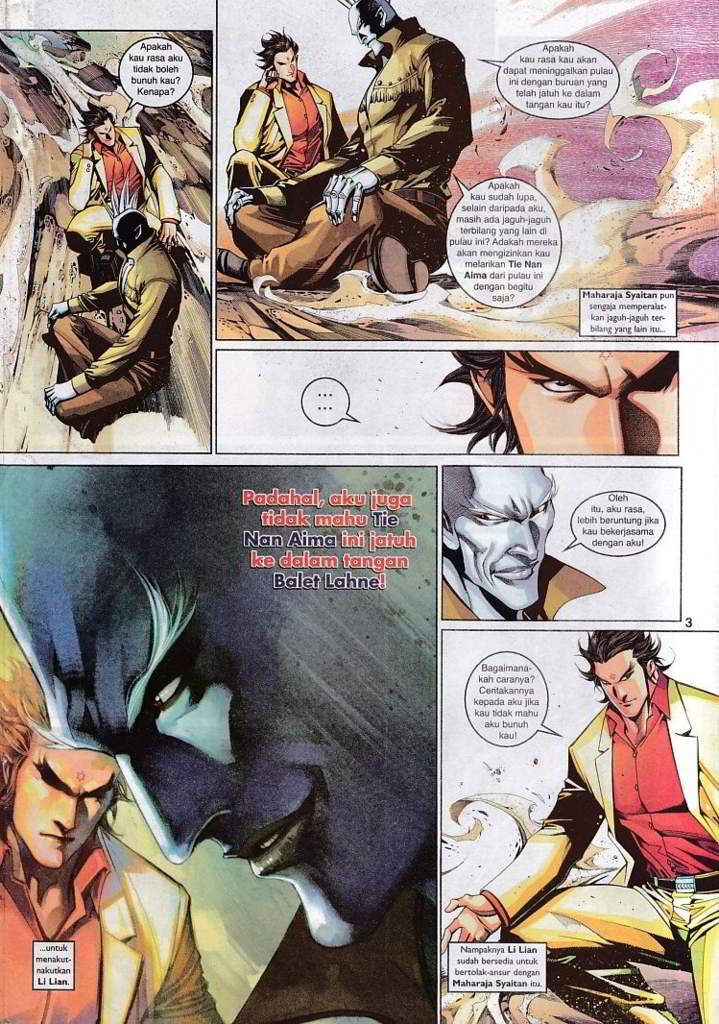 Apakah
kau rasa aku
tidak boleh
bunuh kau?
Kenapa?
Apakah
kau rasa kau akan
dapat meninggalkan pulau
ini dengan buruan yang
telah jatuh ke dalam
tangan kau itu?
Apakah
kau sudah lupa,
selain daripada aku,
masih ada jaguh-jaguh
terbilang yang lain di
pulau ini? Adakah mereka
akan mengizinkan kau
melarikan Tie Nan
Aima dari pulau ini
dengan begitu
saja?
Maharaja Syaitan pun
sengaja memperalat-
kan jaguh-jaguh ter-
bilang yang lain itu...
...
...
Padahal, aku juga
tidak mahu Tie
Nan Aima ini jatuh
ke dalam tangan
Balet Lahne!
...untuk
menakut-
nakutkan
Li Lian.
Oleh
itu, aku rasa,
lebih beruntung jika
kau bekerjasama
dengan aku!
3
Bagaimana-
kah caranya?
Ceritakannya
kepada aku jika
kau tidak mahu
aku bunuh
kau!
Nampaknya Li Lian
sudah bersedia untuk
bertolak-ansur dengan
Maharaja Syaitan itu.